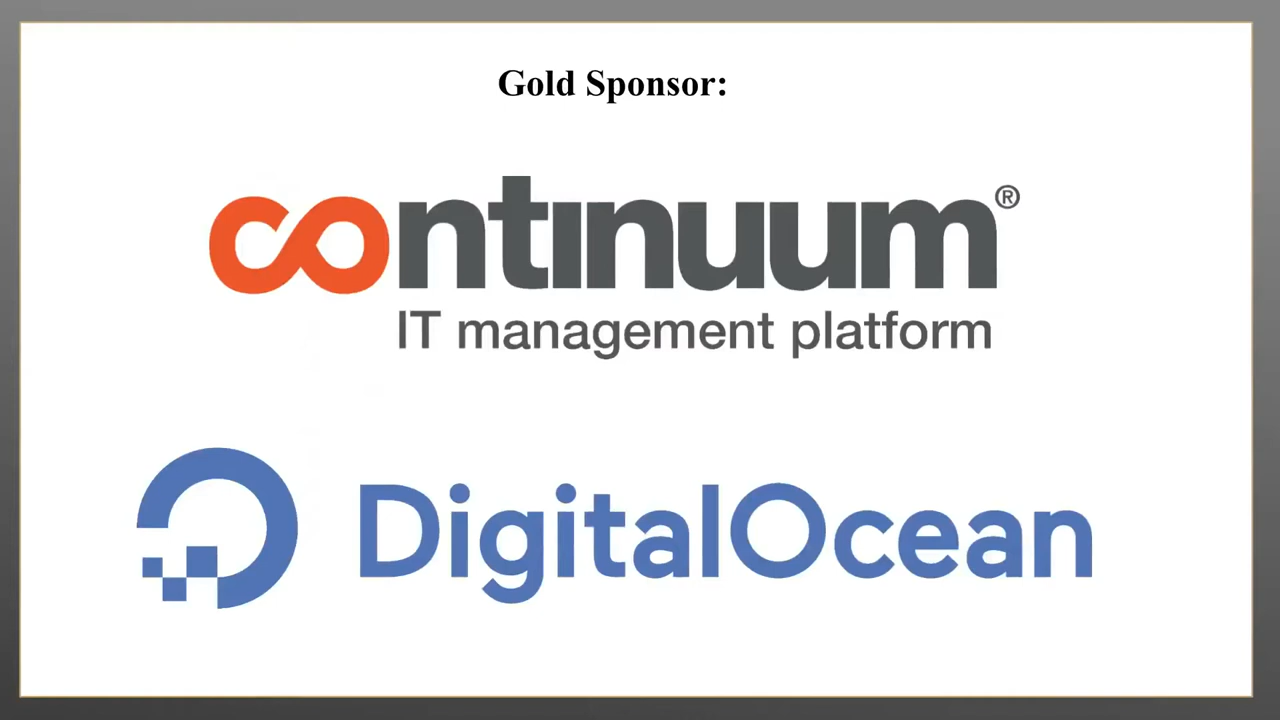 Gold Sponsor:
continuum®
IT management platform
DigitalOcean